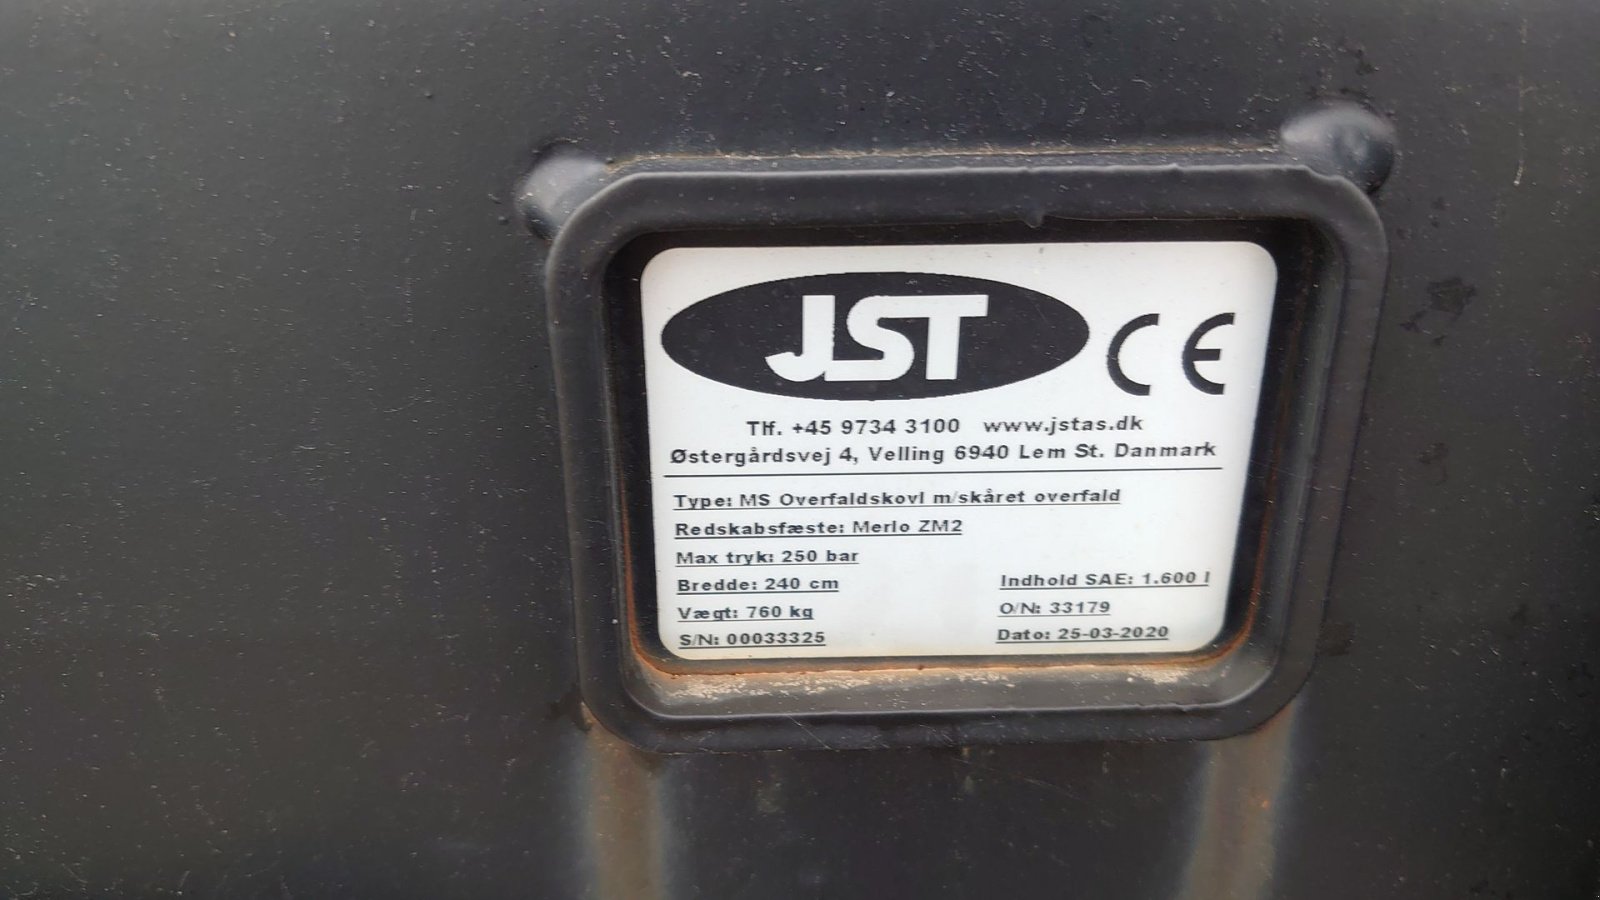 JST CE
Tlf. +45 9734 3100 www.jstas.dk
Østergårdsvej 4, Velling 6940 Lem St. Danmark
Type: MS Overfaldskovl m/skåret overfald
Redskabsfæste: Merlo ZM2
Max tryk: 250 bar
Bredde: 240 cm Indhold SAE: 1.600 l
Vægt: 760 kg O/N: 33179
S/N: 00033325 Dato: 25-03-2020